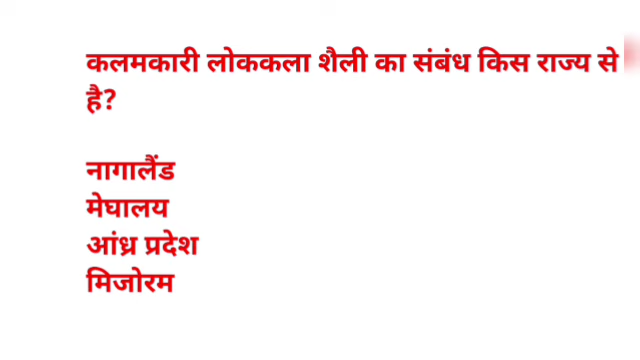 कलमकारी लोककला शैली का संबंध किस राज्य से
है?
नागालैंड
मेघालय
आंध्र प्रदेश
मिजोरम